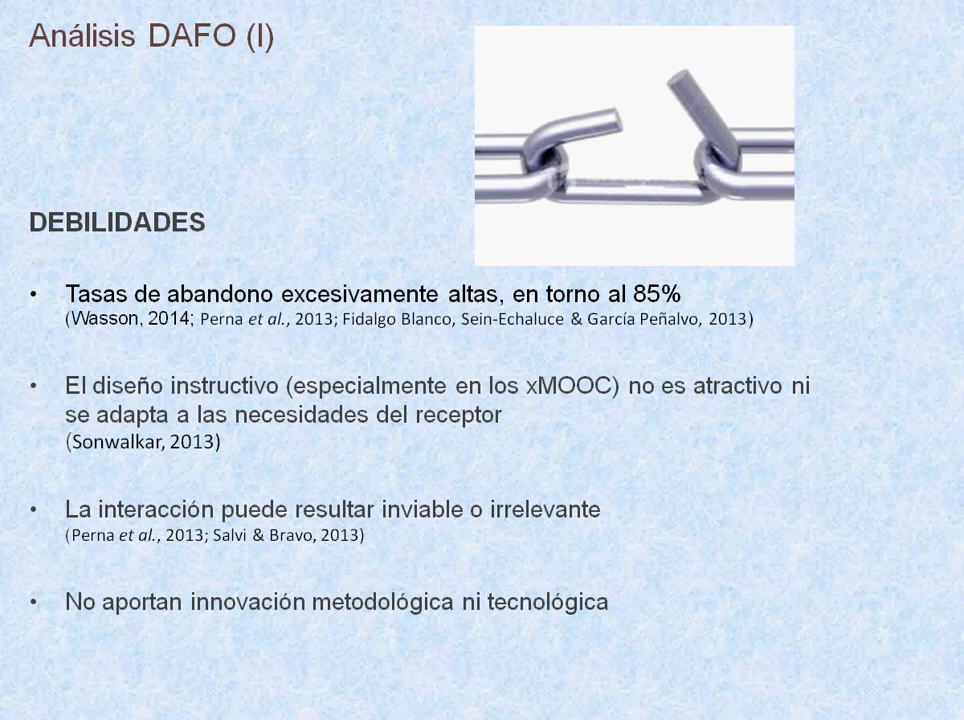 Análisis DAFO (I)
DEBILIDADES
• Tasas de abandono excesivamente altas, en torno al 85%
(Wasson, 2014; Perna et al., 2013; Fidalgo Blanco, Sein-Echaluce & García Peñalvo, 2013)
• El diseño instructivo (especialmente en los xMOOC) no es atractivo ni
se adapta a las necesidades del receptor
(Sonwalkar, 2013)
• La interacción puede resultar inviable o irrelevante
(Perna et al., 2013; Salvi & Bravo, 2013)
• No aportan innovación metodológica ni tecnológica